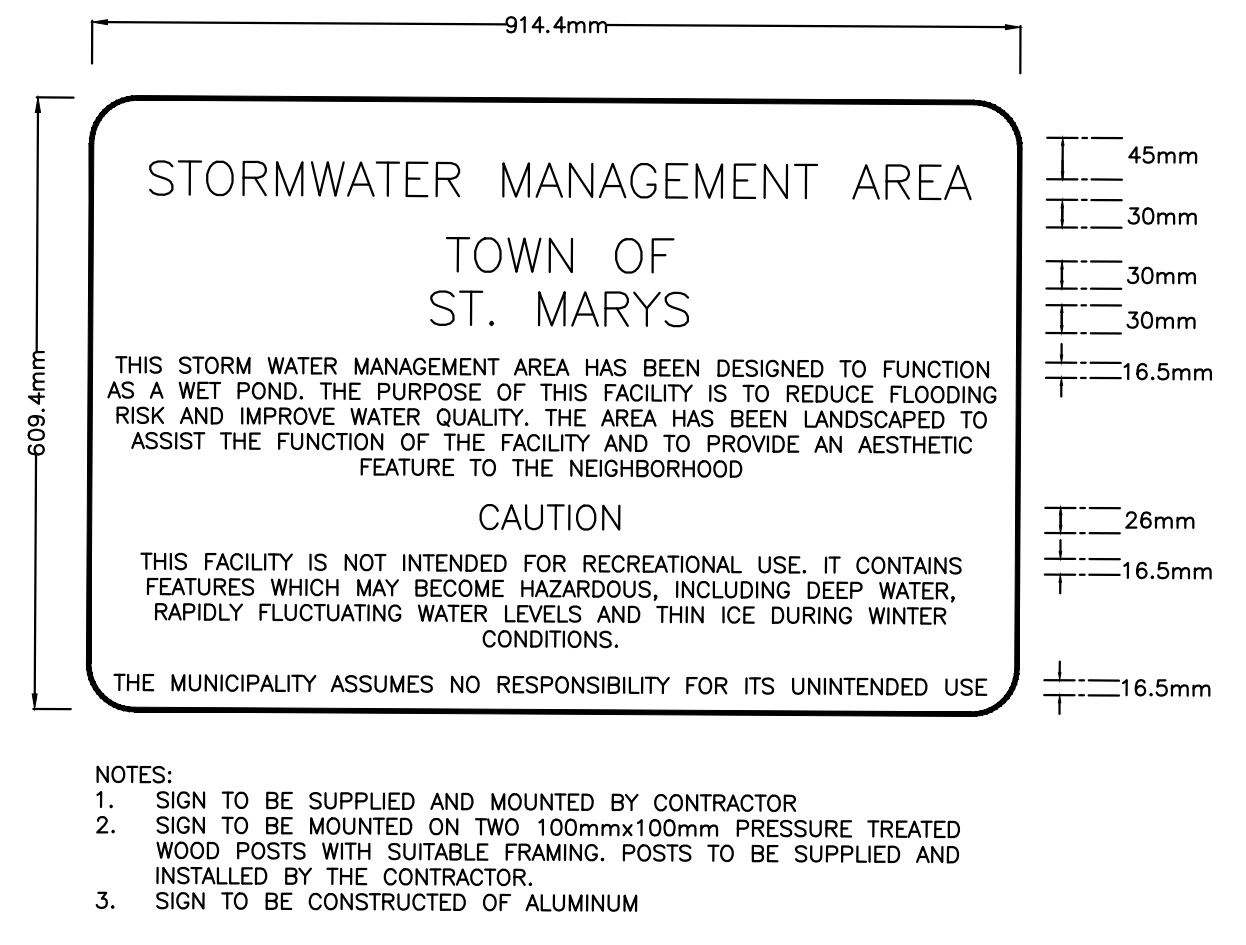 914.4mm
609.4mm
STORMWATER MANAGEMENT AREA
TOWN OF
ST. MARYS
THIS STORM WATER MANAGEMENT AREA HAS BEEN DESIGNED TO FUNCTION
AS A WET POND. THE PURPOSE OF THIS FACILITY IS TO REDUCE FLOODING
RISK AND IMPROVE WATER QUALITY. THE AREA HAS BEEN LANDSCAPED TO
ASSIST THE FUNCTION OF THE FACILITY AND TO PROVIDE AN AESTHETIC
FEATURE TO THE NEIGHBORHOOD
CAUTION
THIS FACILITY IS NOT INTENDED FOR RECREATIONAL USE. IT CONTAINS
FEATURES WHICH MAY BECOME HAZARDOUS, INCLUDING DEEP WATER,
RAPIDLY FLUCTUATING WATER LEVELS AND THIN ICE DURING WINTER
CONDITIONS.
THE MUNICIPALITY ASSUMES NO RESPONSIBILITY FOR ITS UNINTENDED USE
45mm
30mm
30mm
30mm
16.5mm
26mm
16.5mm
16.5mm
NOTES:
1. SIGN TO BE SUPPLIED AND MOUNTED BY CONTRACTOR
2. SIGN TO BE MOUNTED ON TWO 100mmx100mm PRESSURE TREATED
WOOD POSTS WITH SUITABLE FRAMING. POSTS TO BE SUPPLIED AND
INSTALLED BY THE CONTRACTOR.
3. SIGN TO BE CONSTRUCTED OF ALUMINUM